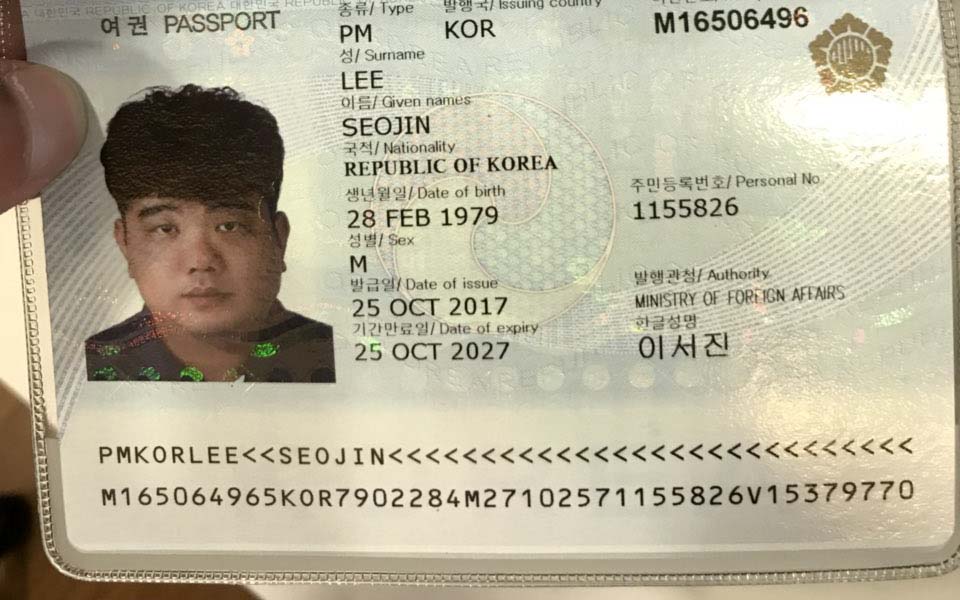 대한민국 REPUBLIC OF KOREA 대한민국
여권 PASSPORT
종류/ Type 발행국/ Issuing country
PM KOR M16506496
성/ Surname
LEE
이름/ Given names
SEOJIN
국적/ Nationality
REPUBLIC OF KOREA
생년월일/ Date of birth 주민등록번호/ Personal No
28 FEB 1979 1155826
성별/ Sex
M
발급일/ Date of issue 발행관청/ Authority
25 OCT 2017 MINISTRY OF FOREIGN AFFAIRS
기간만료일/ Date of expiry 한글성명
25 OCT 2027 이서진
PMKORLEE<<SEOJIN<<<<<<<<<<<<<<<<<<<<<<<<<<<<
M165064965KOR7902284M27102571155826V15379770